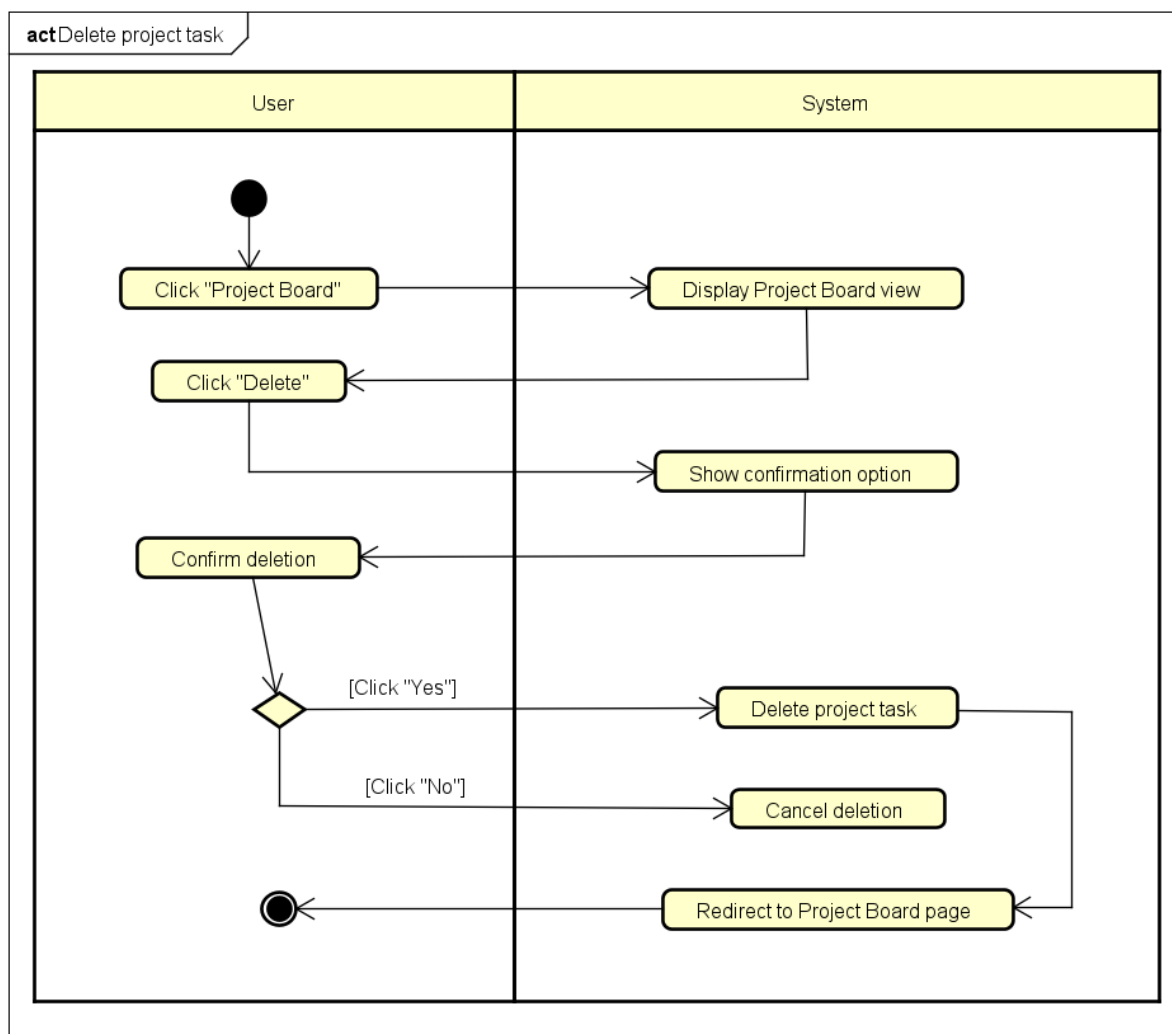 act Delete project task
User
System
Click "Project Board"
Display Project Board view
Click "Delete"
Show confirmation option
Confirm deletion
[Click "Yes"]
Delete project task
[Click "No"]
Cancel deletion
Redirect to Project Board page